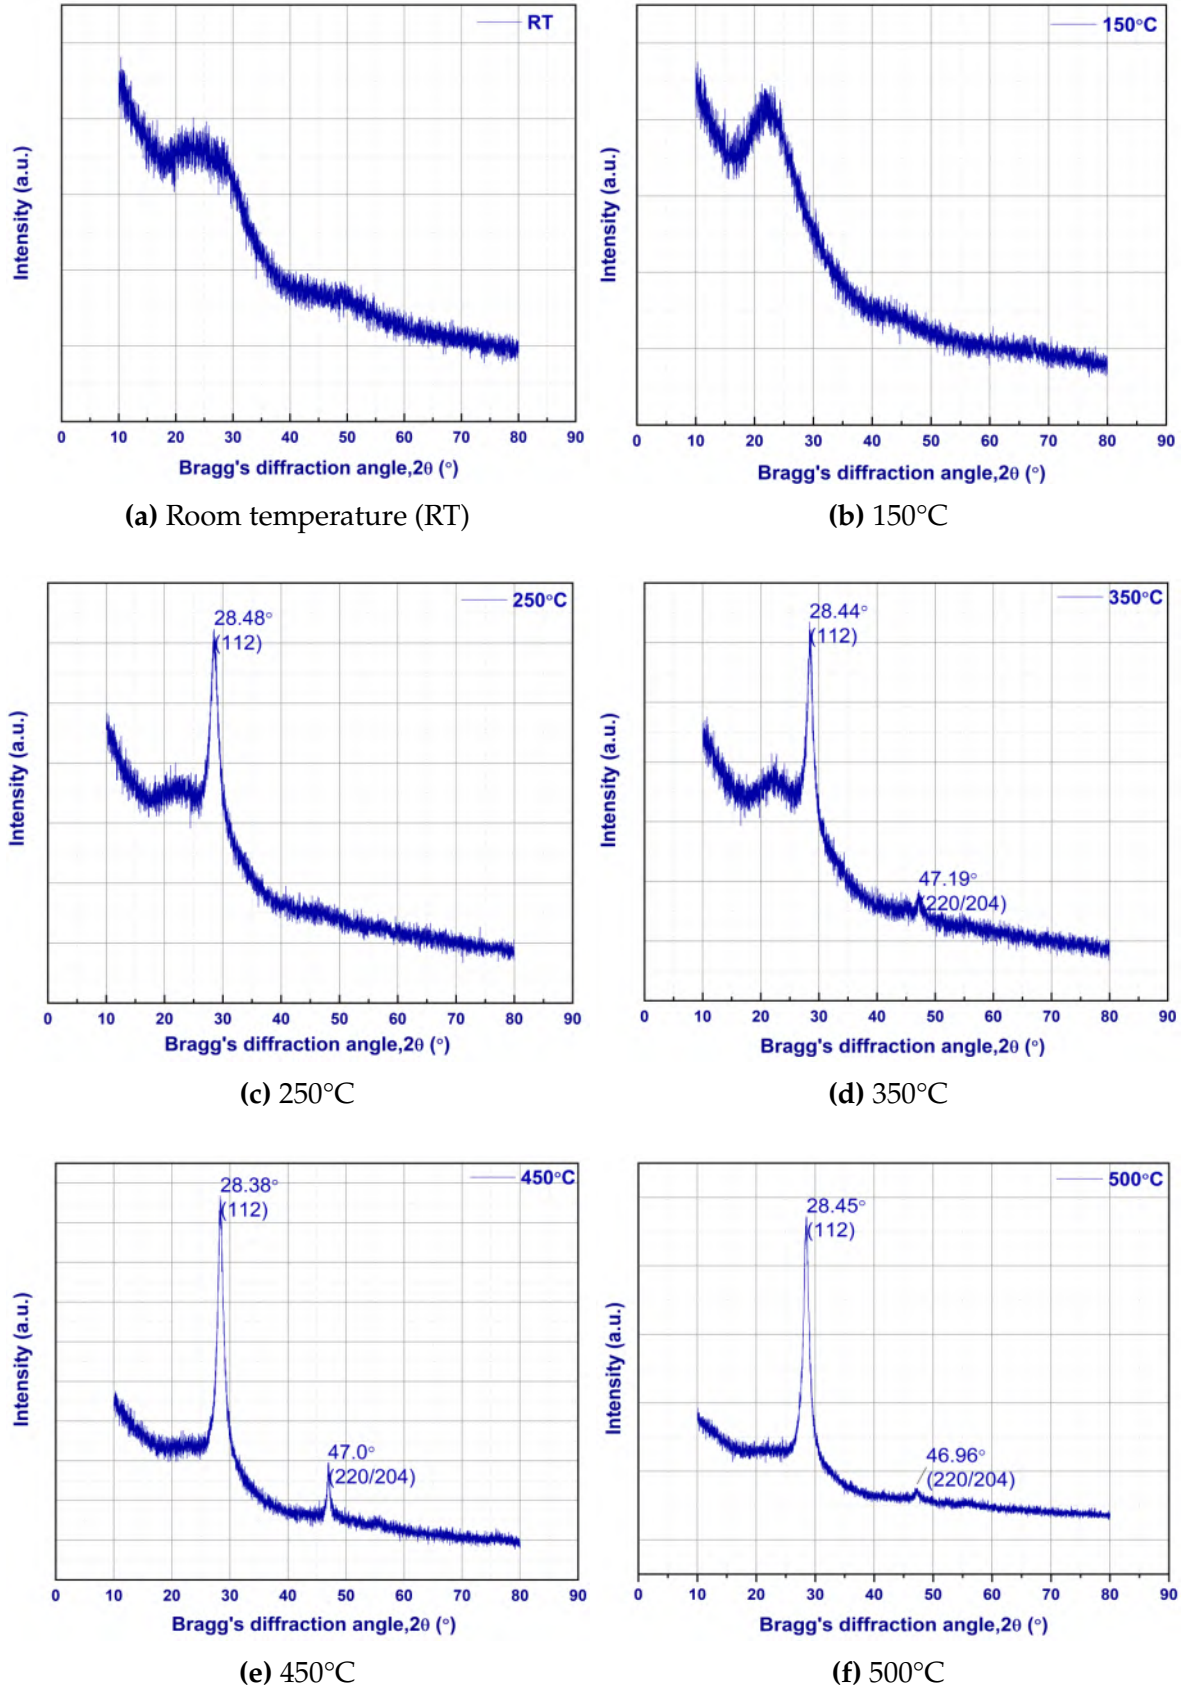 RT
Intensity (a.u.)
0 10 20 30 40 50 60 70 80 90
Bragg's diffraction angle,2θ (°)
(a) Room temperature (RT)
150°C
Intensity (a.u.)
0 10 20 30 40 50 60 70 80 90
Bragg's diffraction angle,2θ (°)
(b) 150°C
250°C
28.48°
(112)
Intensity (a.u.)
0 10 20 30 40 50 60 70 80 90
Bragg's diffraction angle,2θ (°)
(c) 250°C
350°C
28.44°
(112)
47.19°
(220/204)
Intensity (a.u.)
0 10 20 30 40 50 60 70 80 90
Bragg's diffraction angle,2θ (°)
(d) 350°C
450°C
28.38°
(112)
47.0°
(220/204)
Intensity (a.u.)
0 10 20 30 40 50 60 70 80 90
Bragg's diffraction angle,2θ (°)
(e) 450°C
500°C
28.45°
(112)
46.96°
(220/204)
Intensity (a.u.)
0 10 20 30 40 50 60 70 80 90
Bragg's diffraction angle,2θ (°)
(f) 500°C